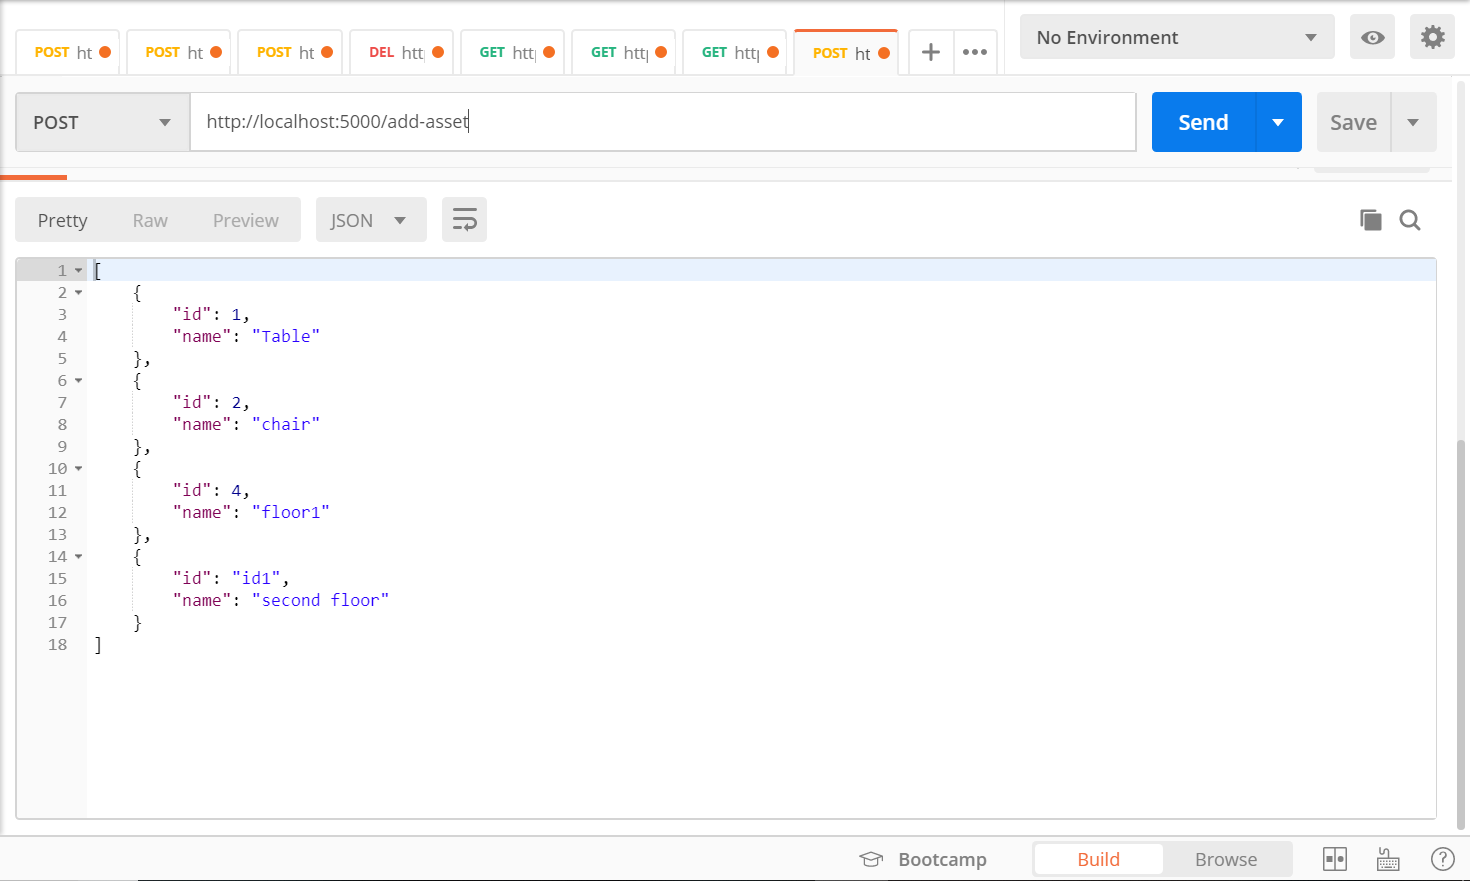 POST ht POST ht POST ht DEL htt GET htt GET htt GET htt POST ht + ••• No Environment
POST http://localhost:5000/add-asset Send Save
Pretty Raw Preview JSON
1 [
2 {
3 "id": 1,
4 "name": "Table"
5 },
6 {
7 "id": 2,
8 "name": "chair"
9 },
10 {
11 "id": 4,
12 "name": "floor1"
13 },
14 {
15 "id": "id1",
16 "name": "second floor"
17 }
18 ]
Bootcamp Build Browse ?